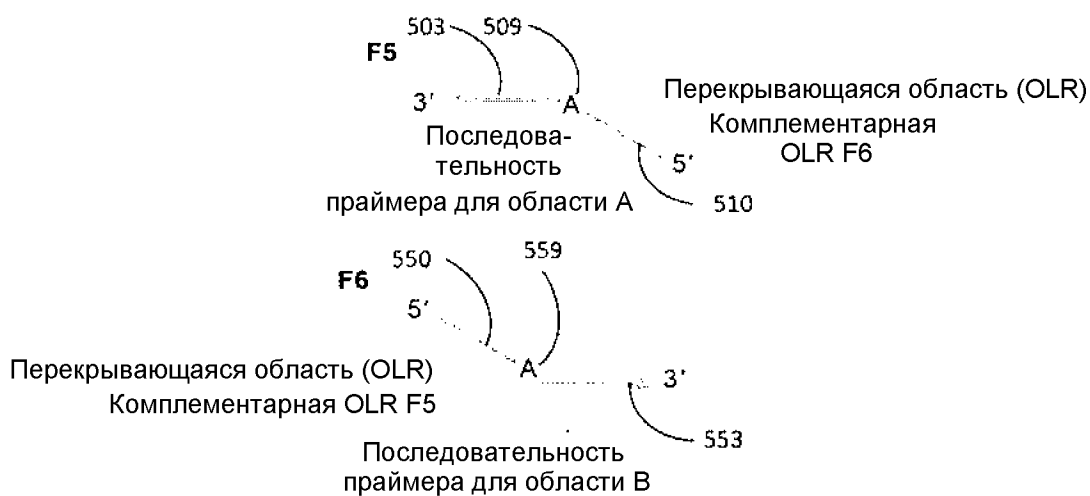 503 509
F5
3' A
Перекрывающаяся область (OLR)
Комплементарная
OLR F6
Последова-
тельность
праймера для области A
5'
510
550 559
F6
5'
A
3'
Перекрывающаяся область (OLR)
Комплементарная OLR F5
553
Последовательность
праймера для области B